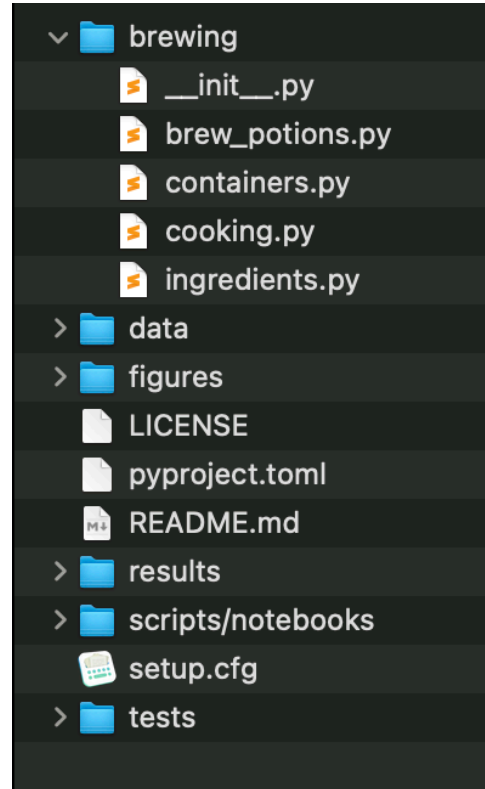 brewing
__init__.py
brew_potions.py
containers.py
cooking.py
ingredients.py
data
figures
LICENSE
pyproject.toml
README.md
results
scripts/notebooks
setup.cfg
tests